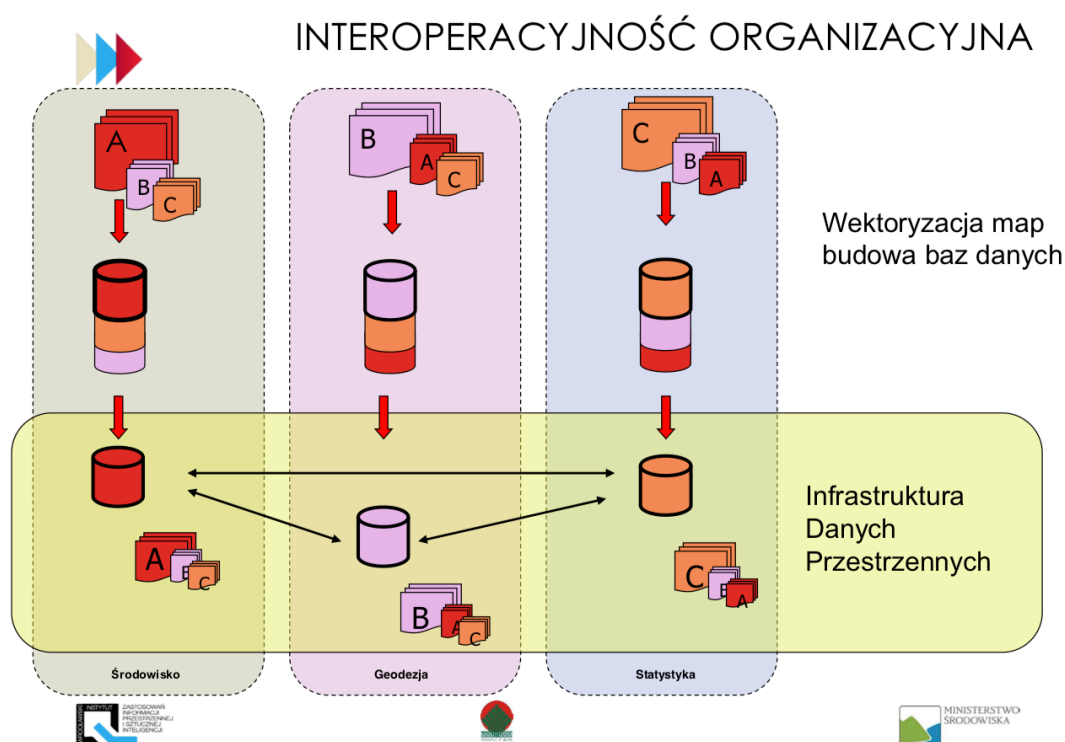 INTEROPERACYJNOŚĆ ORGANIZACYJNA
A
B
C
B
A
C
C
B
A
Wektoryzacja map
budowa baz danych
Infrastruktura
Danych
Przestrzennych
A
C
B
A
C
C
A
Środowisko
Geodezja
Statystyka
INSTYTUT
ZASTOSOWAŃ
INFORMACJI
PRZESTRZENNEJ
I SZTUCZNEJ
INTELIGENCJI
MINISTERSTWO
ŚRODOWISKA